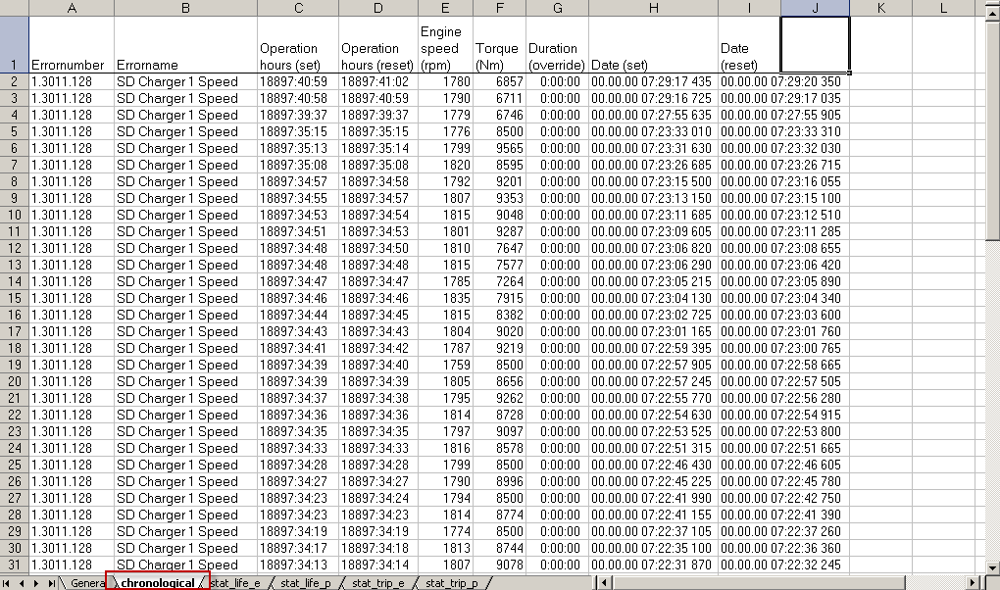 A B C D E F G H I J K L
1 Errornumber Errorname Operation hours (set) Operation hours (reset) Engine speed (rpm) Torque (Nm) Duration (override) Date (set) Date (reset)
2 1.3011.128 SD Charger 1 Speed 18897:40:59 18897:41:02 1780 6857 0:00:00 00.00.00 07:29:17 435 00.00.00 07:29:20 350
3 1.3011.128 SD Charger 1 Speed 18897:40:58 18897:40:59 1790 6711 0:00:00 00.00.00 07:29:16 725 00.00.00 07:29:17 035
4 1.3011.128 SD Charger 1 Speed 18897:39:37 18897:39:37 1779 6746 0:00:00 00.00.00 07:27:55 635 00.00.00 07:27:55 905
5 1.3011.128 SD Charger 1 Speed 18897:35:15 18897:35:15 1776 8500 0:00:00 00.00.00 07:23:33 010 00.00.00 07:23:33 310
6 1.3011.128 SD Charger 1 Speed 18897:35:13 18897:35:14 1799 9565 0:00:00 00.00.00 07:23:31 630 00.00.00 07:23:32 030
7 1.3011.128 SD Charger 1 Speed 18897:35:08 18897:35:08 1820 8595 0:00:00 00.00.00 07:23:26 685 00.00.00 07:23:26 715
8 1.3011.128 SD Charger 1 Speed 18897:34:57 18897:34:58 1792 9201 0:00:00 00.00.00 07:23:15 500 00.00.00 07:23:16 055
9 1.3011.128 SD Charger 1 Speed 18897:34:55 18897:34:57 1807 9353 0:00:00 00.00.00 07:23:13 150 00.00.00 07:23:15 100
10 1.3011.128 SD Charger 1 Speed 18897:34:53 18897:34:54 1815 9048 0:00:00 00.00.00 07:23:11 685 00.00.00 07:23:12 510
11 1.3011.128 SD Charger 1 Speed 18897:34:51 18897:34:53 1801 9287 0:00:00 00.00.00 07:23:09 605 00.00.00 07:23:11 285
12 1.3011.128 SD Charger 1 Speed 18897:34:48 18897:34:50 1810 7647 0:00:00 00.00.00 07:23:06 820 00.00.00 07:23:08 655
13 1.3011.128 SD Charger 1 Speed 18897:34:48 18897:34:48 1815 7577 0:00:00 00.00.00 07:23:06 290 00.00.00 07:23:06 420
14 1.3011.128 SD Charger 1 Speed 18897:34:47 18897:34:47 1785 7264 0:00:00 00.00.00 07:23:05 215 00.00.00 07:23:05 890
15 1.3011.128 SD Charger 1 Speed 18897:34:46 18897:34:46 1835 7915 0:00:00 00.00.00 07:23:04 130 00.00.00 07:23:04 340
16 1.3011.128 SD Charger 1 Speed 18897:34:44 18897:34:45 1815 8382 0:00:00 00.00.00 07:23:02 725 00.00.00 07:23:03 600
17 1.3011.128 SD Charger 1 Speed 18897:34:43 18897:34:43 1804 9020 0:00:00 00.00.00 07:23:01 165 00.00.00 07:23:01 760
18 1.3011.128 SD Charger 1 Speed 18897:34:41 18897:34:42 1787 9219 0:00:00 00.00.00 07:22:59 395 00.00.00 07:23:00 765
19 1.3011.128 SD Charger 1 Speed 18897:34:39 18897:34:40 1759 8500 0:00:00 00.00.00 07:22:57 905 00.00.00 07:22:58 665
20 1.3011.128 SD Charger 1 Speed 18897:34:39 18897:34:39 1805 8656 0:00:00 00.00.00 07:22:57 245 00.00.00 07:22:57 505
21 1.3011.128 SD Charger 1 Speed 18897:34:37 18897:34:38 1795 9262 0:00:00 00.00.00 07:22:55 770 00.00.00 07:22:56 280
22 1.3011.128 SD Charger 1 Speed 18897:34:36 18897:34:36 1814 8728 0:00:00 00.00.00 07:22:54 630 00.00.00 07:22:54 915
23 1.3011.128 SD Charger 1 Speed 18897:34:35 18897:34:35 1797 9097 0:00:00 00.00.00 07:22:53 525 00.00.00 07:22:53 800
24 1.3011.128 SD Charger 1 Speed 18897:34:33 18897:34:33 1816 8578 0:00:00 00.00.00 07:22:51 315 00.00.00 07:22:51 665
25 1.3011.128 SD Charger 1 Speed 18897:34:28 18897:34:28 1799 8500 0:00:00 00.00.00 07:22:46 430 00.00.00 07:22:46 605
26 1.3011.128 SD Charger 1 Speed 18897:34:27 18897:34:27 1790 8996 0:00:00 00.00.00 07:22:45 225 00.00.00 07:22:45 780
27 1.3011.128 SD Charger 1 Speed 18897:34:23 18897:34:24 1794 8500 0:00:00 00.00.00 07:22:41 990 00.00.00 07:22:42 750
28 1.3011.128 SD Charger 1 Speed 18897:34:23 18897:34:23 1814 8774 0:00:00 00.00.00 07:22:41 155 00.00.00 07:22:41 390
29 1.3011.128 SD Charger 1 Speed 18897:34:19 18897:34:19 1774 8500 0:00:00 00.00.00 07:22:37 105 00.00.00 07:22:37 260
30 1.3011.128 SD Charger 1 Speed 18897:34:17 18897:34:18 1813 8744 0:00:00 00.00.00 07:22:35 100 00.00.00 07:22:36 360
31 1.3011.128 SD Charger 1 Speed 18897:34:13 18897:34:14 1807 9078 0:00:00 00.00.00 07:22:31 870 00.00.00 07:22:32 245
Genera chronological stat_life_e stat_life_p stat_trip_e stat_trip_p